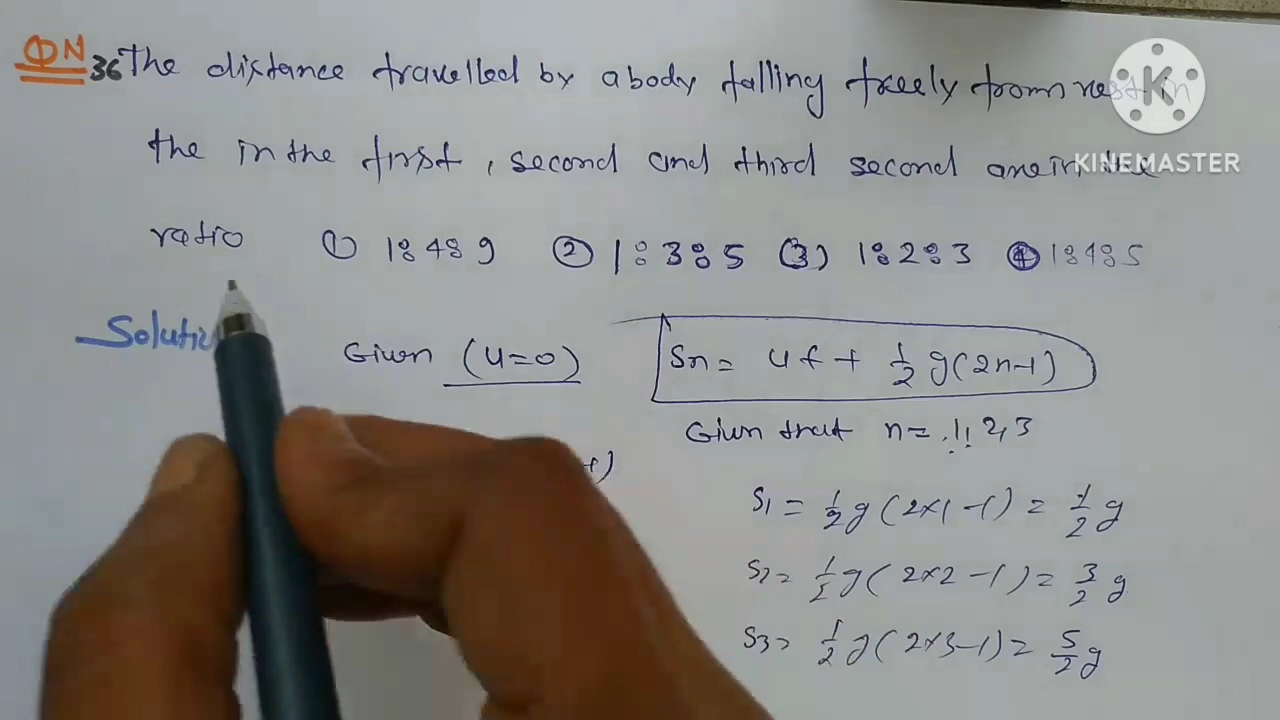 QN 36 The distance travelled by a body falling freely from rest in
KINEMASTER
the in the first, second and third second are in the
ratio (1) 1:4:9 (2) 1:3:5 (3) 1:2:3 (4) 1:4:5
Solution
Given (u=0)
Sn = ut + 1/2 g(2n-1)
Given that n = 1, 2, 3
S1 = 1/2 g(2×1-1) = 1/2 g
S2 = 1/2 g(2×2-1) = 3/2 g
S3 = 1/2 g(2×3-1) = 5/2 g